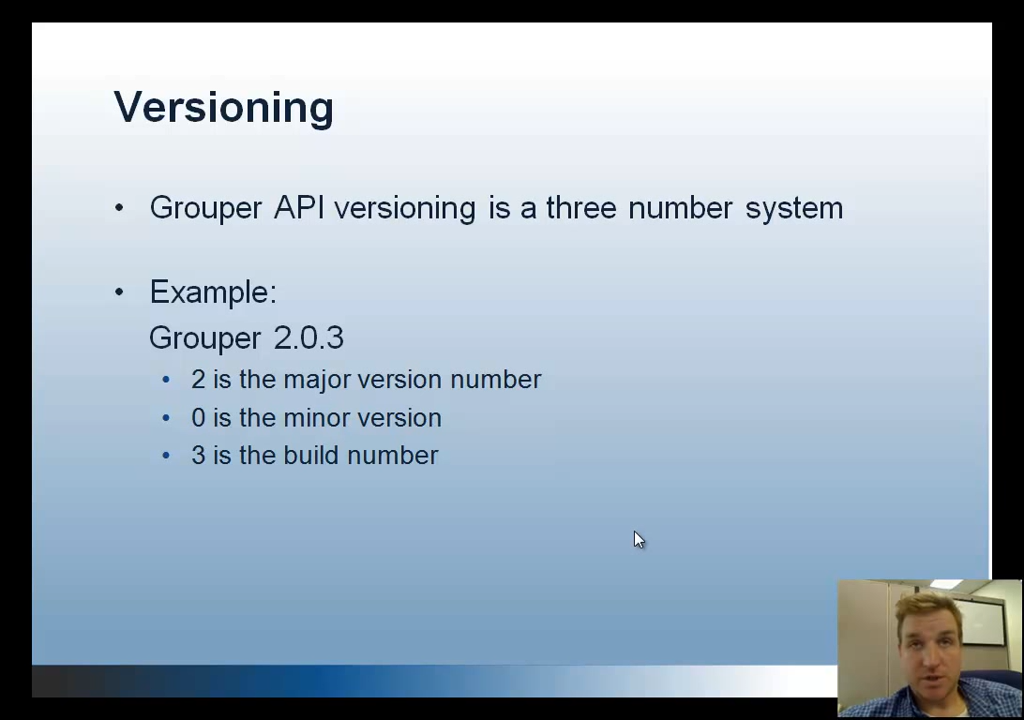 Versioning
• Grouper API versioning is a three number system
• Example:
Grouper 2.0.3
• 2 is the major version number
• 0 is the minor version
• 3 is the build number